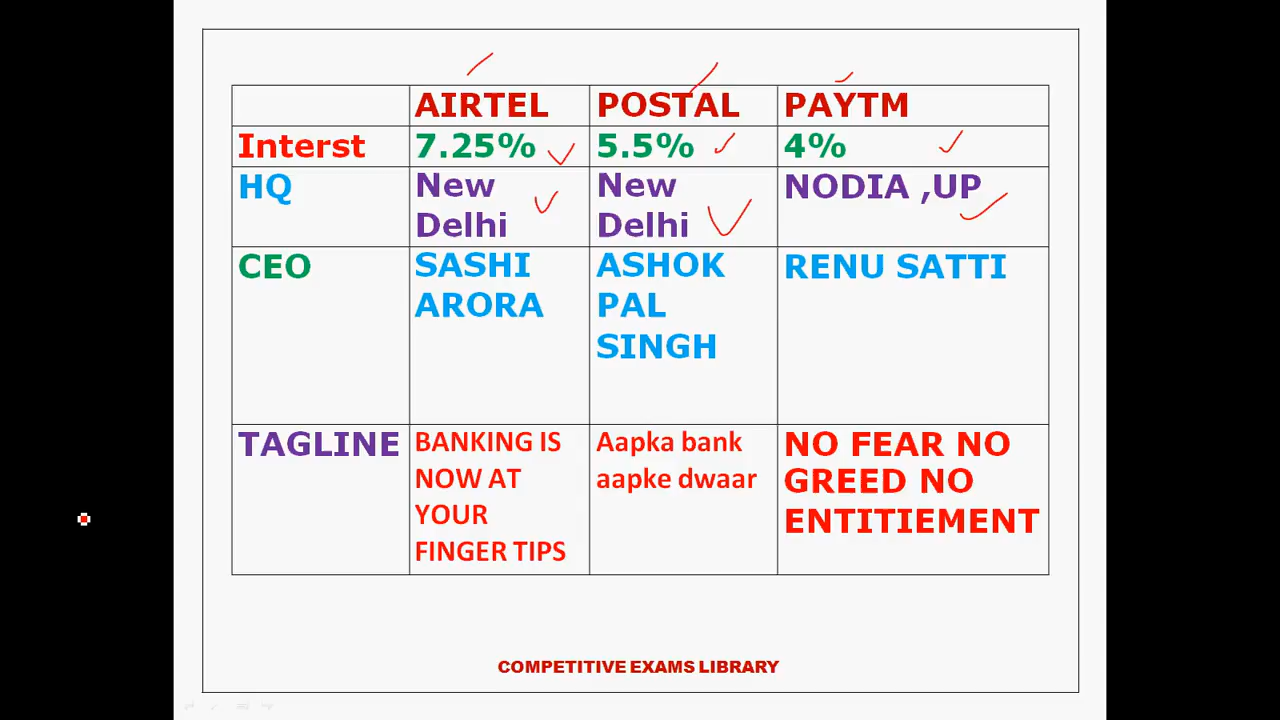 AIRTEL POSTAL PAYTM
Interst 7.25% 5.5% 4%
HQ New Delhi New Delhi NODIA ,UP
CEO SASHI ARORA ASHOK PAL SINGH RENU SATTI
TAGLINE BANKING IS NOW AT YOUR FINGER TIPS Aapka bank aapke dwaar NO FEAR NO GREED NO ENTITIEMENT
COMPETITIVE EXAMS LIBRARY